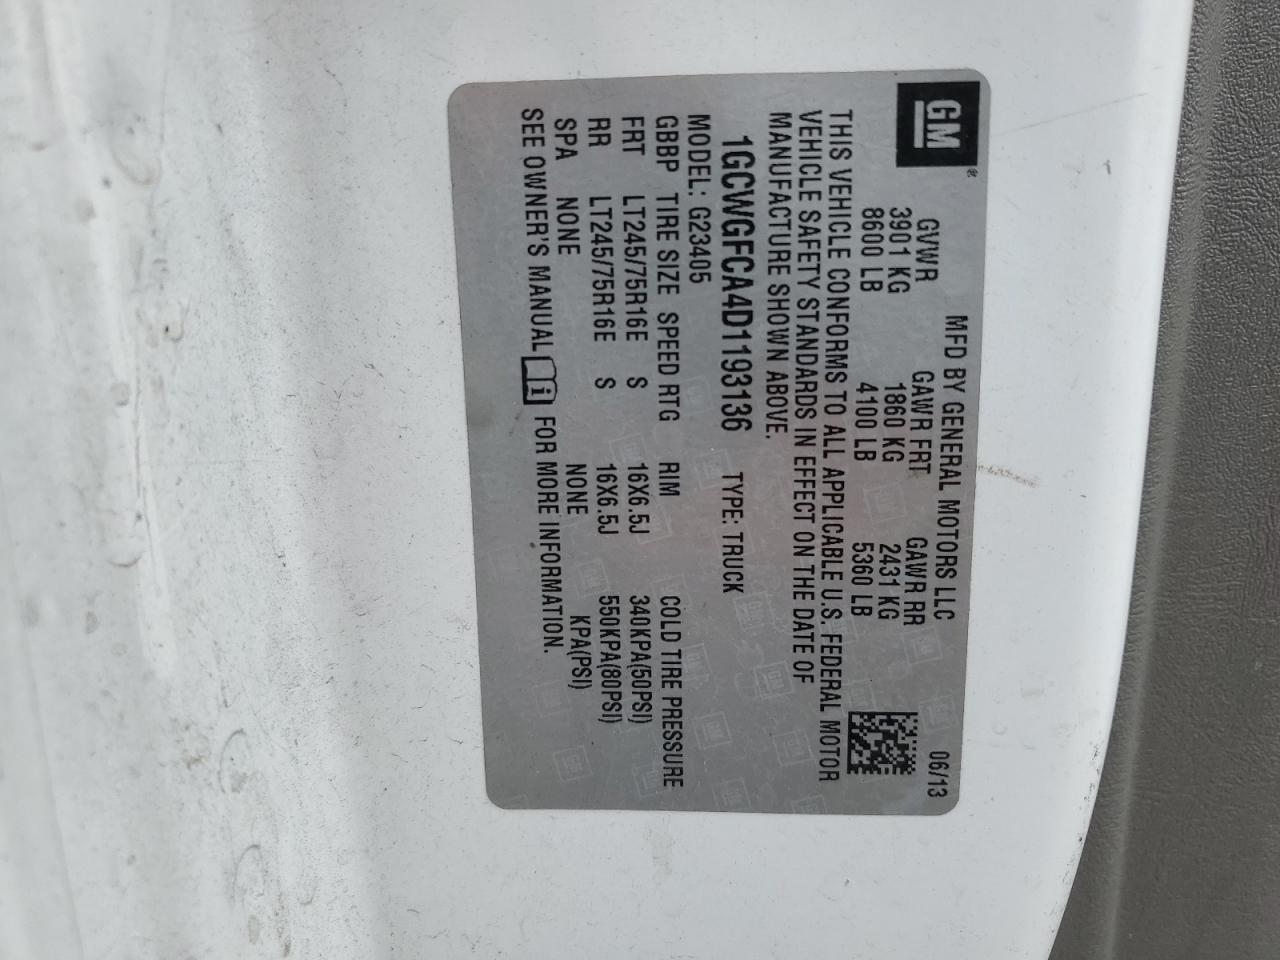 GM®
MFD BY GENERAL MOTORS LLC 06/13
GVWR GAWR FRT GAWR RR
3901 KG 1860 KG 2431 KG
8600 LB 4100 LB 5360 LB
THIS VEHICLE CONFORMS TO ALL APPLICABLE U.S. FEDERAL MOTOR
VEHICLE SAFETY STANDARDS IN EFFECT ON THE DATE OF
MANUFACTURE SHOWN ABOVE.
1GCWGFCA4D1193136 TYPE: TRUCK
MODEL: G23405
GBBP TIRE SIZE SPEED RTG RIM COLD TIRE PRESSURE
FRT LT245/75R16E S 16X6.5J 340KPA(50PSI)
RR LT245/75R16E S 16X6.5J 550KPA(80PSI)
SPA NONE NONE KPA(PSI)
SEE OWNER'S MANUAL i FOR MORE INFORMATION.